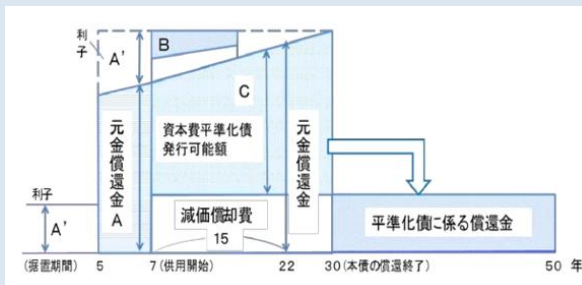 利子
A'
B
C
元金償還金A
資本費平準化債
発行可能額
元金償還金
利子
A'
減価償却費
15
平準化債に係る償還金
(据置期間) 5 7(供用開始) 22 30(本債の償還終了) 50 年